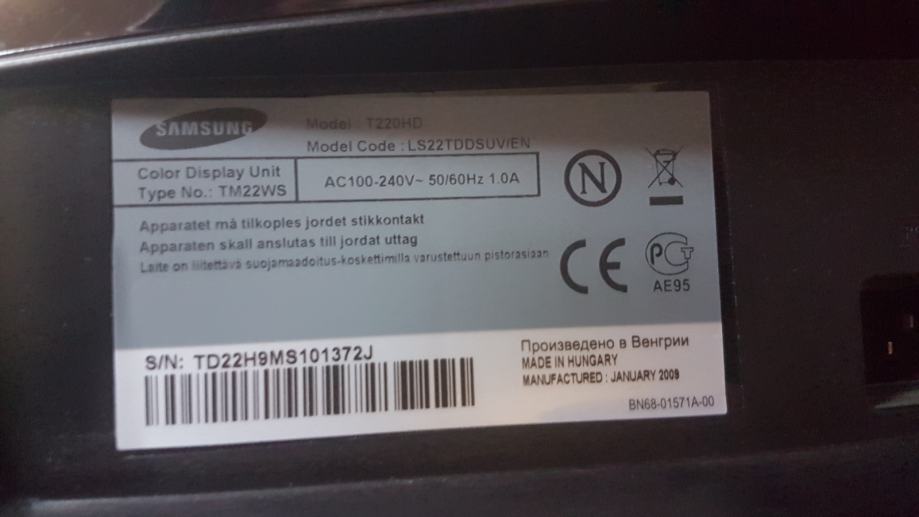 SAMSUNG
Model : T220HD
Model Code : LS22TDDSUV/EN
Color Display Unit
Type No.: TM22WS
AC100-240V~ 50/60Hz 1.0A
N
Apparatet må tilkoples jordet stikkontakt
Apparaten skall anslutas till jordat uttag
Laite on liitettävä suojamaadoitus-koskettimilla varustettuun pistorasiaan
CE
РСТ
AE95
S/N: TD22H9MS101372J
Произведено в Венгрии
MADE IN HUNGARY
MANUFACTURED : JANUARY 2009
BN68-01571A-00